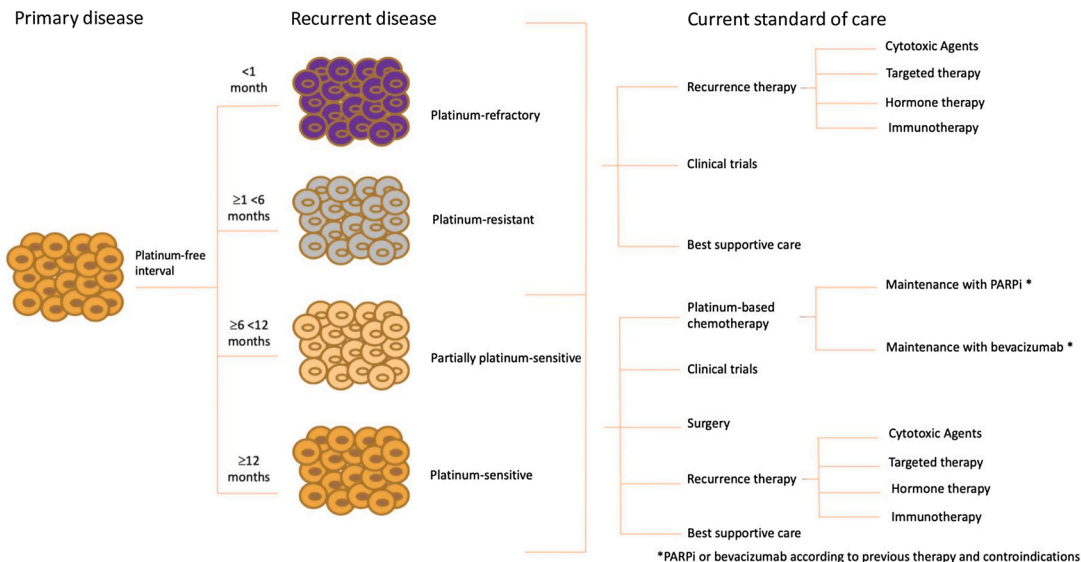 Primary disease
Recurrent disease
Current standard of care
<1
month
Platinum-refractory
≥1 <6
months
Platinum-resistant
Platinum-free
interval
≥6 <12
months
Partially platinum-sensitive
≥12
months
Platinum-sensitive
Recurrence therapy
Cytotoxic Agents
Targeted therapy
Hormone therapy
Immunotherapy
Clinical trials
Best supportive care
Platinum-based
chemotherapy
Maintenance with PARPi *
Maintenance with bevacizumab *
Clinical trials
Surgery
Recurrence therapy
Cytotoxic Agents
Targeted therapy
Hormone therapy
Immunotherapy
Best supportive care
*PARPi or bevacizumab according to previous therapy and controindications